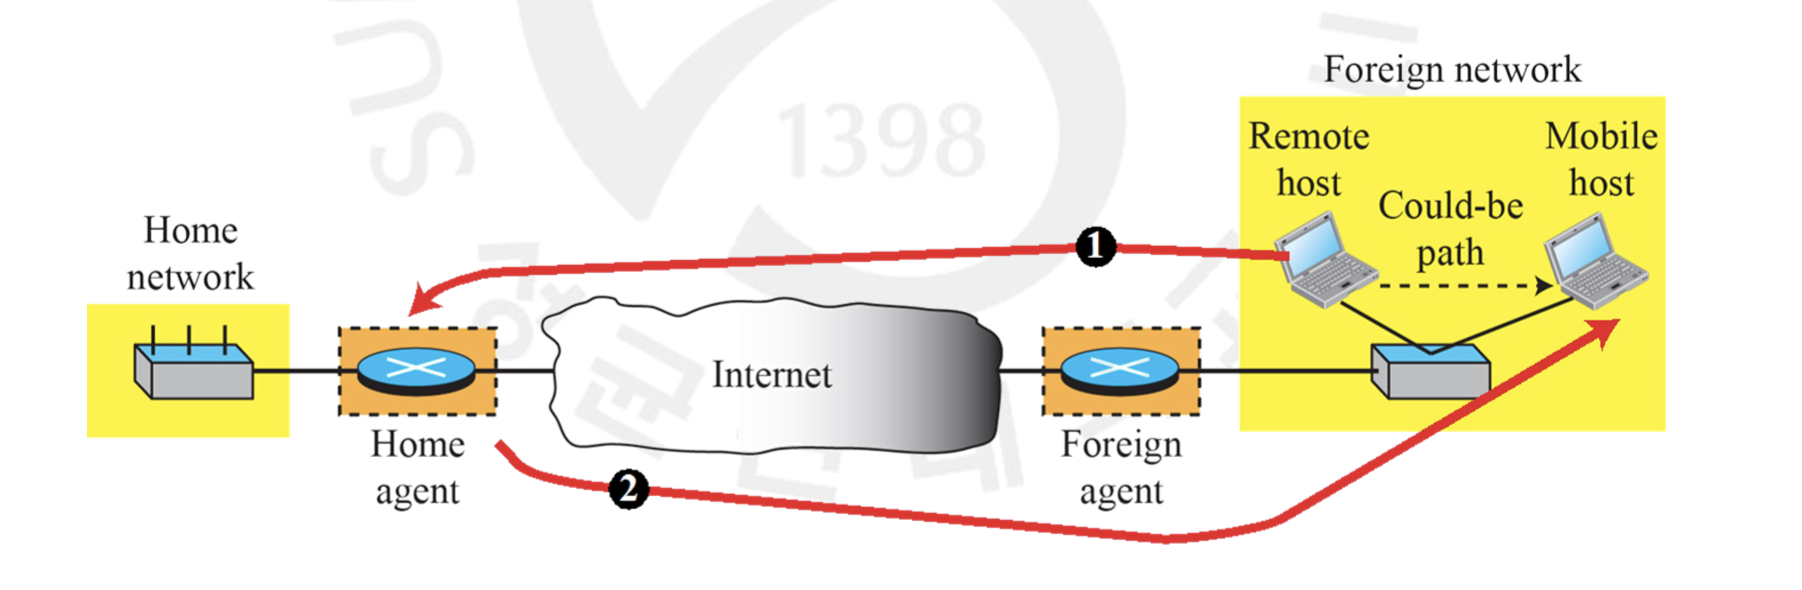 Foreign network
Remote
host
Mobile
host
Could-be
path
1
Home
network
Internet
Home
agent
Foreign
agent
2
1398